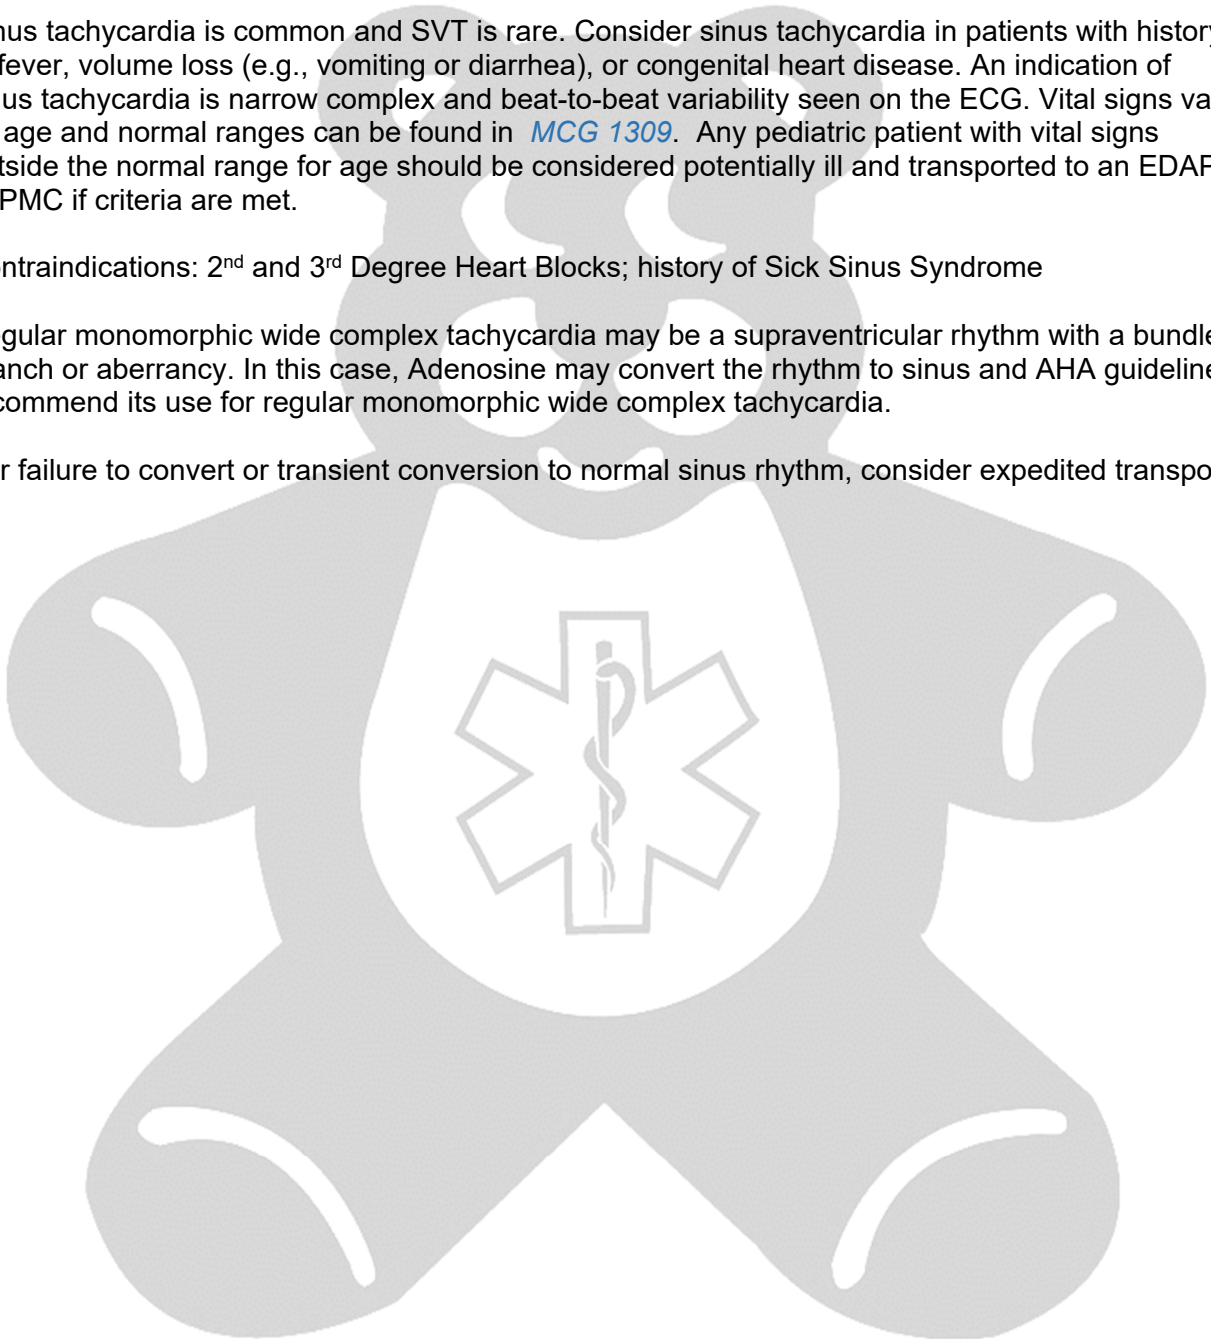 nus tachycardia is common and SVT is rare. Consider sinus tachycardia in patients with history
fever, volume loss (e.g., vomiting or diarrhea), or congenital heart disease. An indication of
us tachycardia is narrow complex and beat-to-beat variability seen on the ECG. Vital signs va
age and normal ranges can be found in MCG 1309. Any pediatric patient with vital signs
tside the normal range for age should be considered potentially ill and transported to an EDAP
PMC if criteria are met.
ntraindications: 2nd and 3rd Degree Heart Blocks; history of Sick Sinus Syndrome
gular monomorphic wide complex tachycardia may be a supraventricular rhythm with a bundle
anch or aberrancy. In this case, Adenosine may convert the rhythm to sinus and AHA guideline
commend its use for regular monomorphic wide complex tachycardia.
r failure to convert or transient conversion to normal sinus rhythm, consider expedited transpo